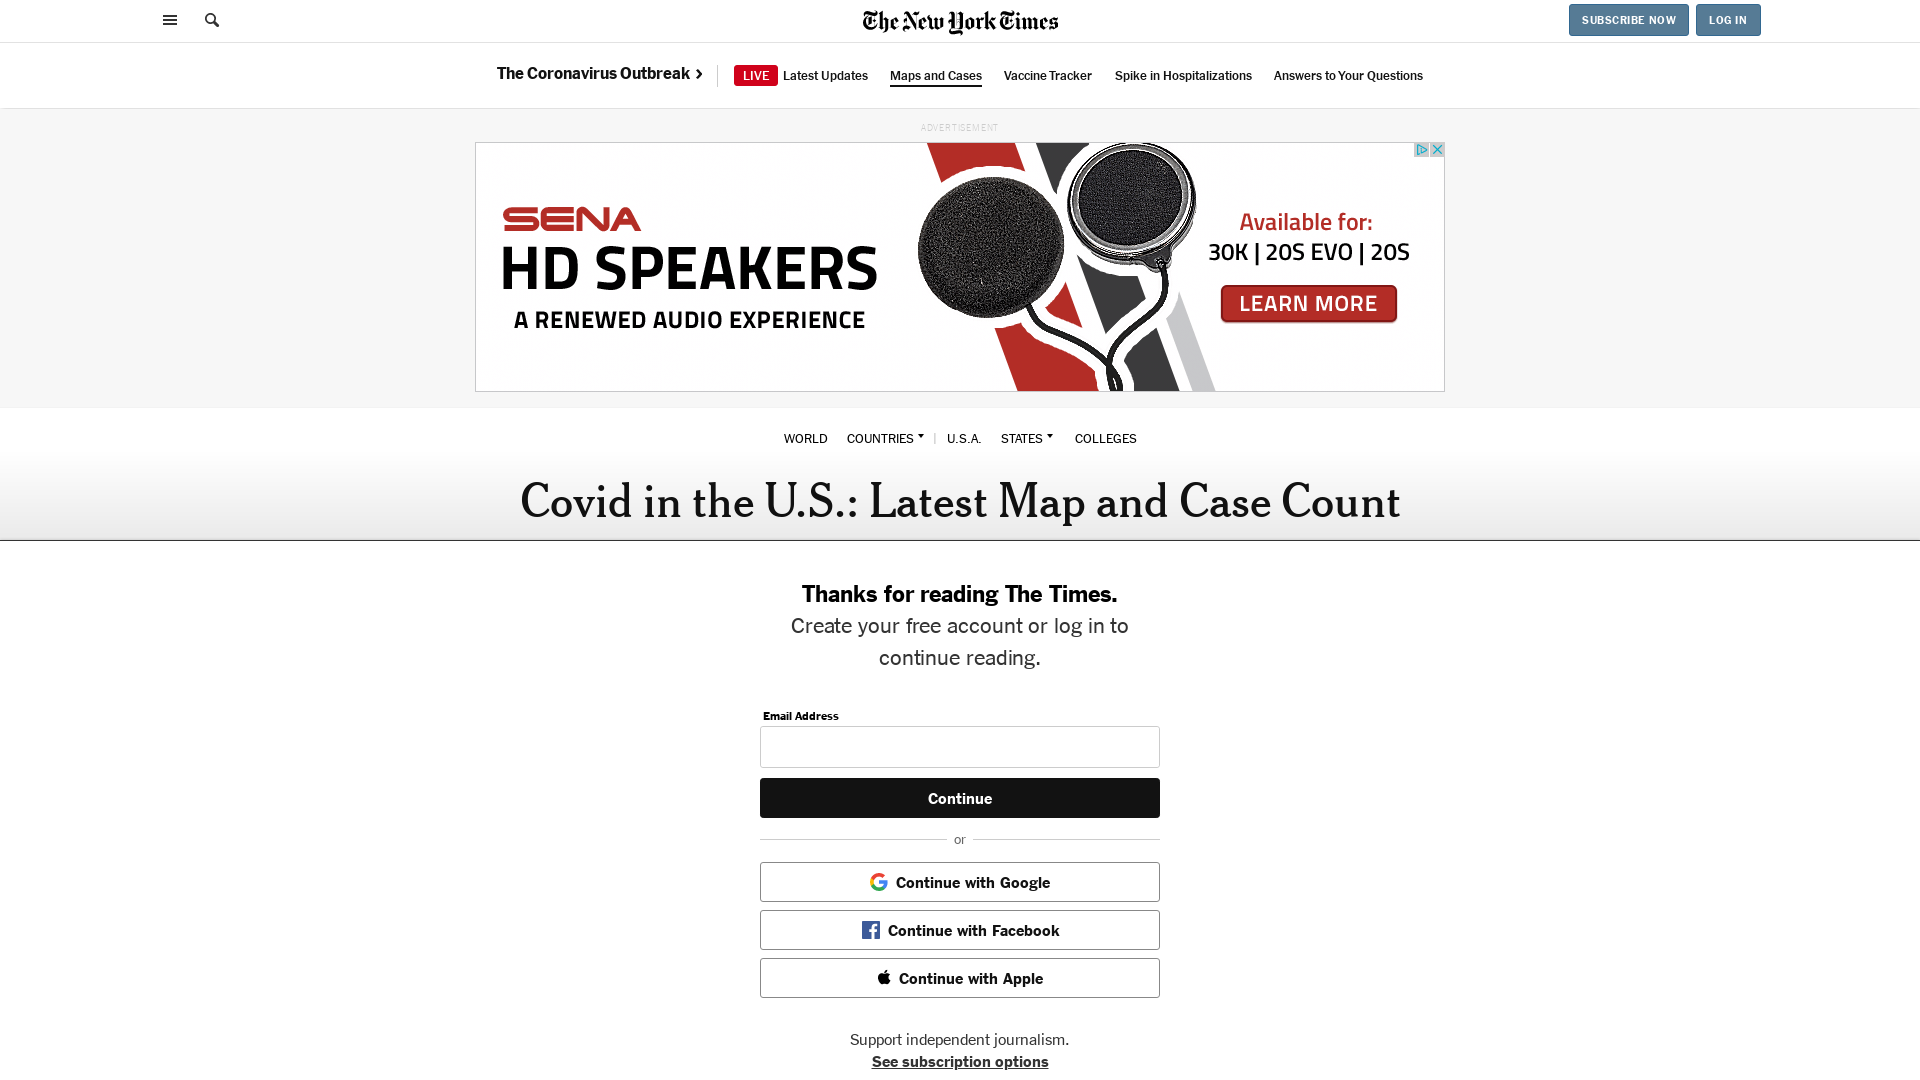 The New York Times
SUBSCRIBE NOW
LOG IN
The Coronavirus Outbreak
LIVE Latest Updates
Maps and Cases
Vaccine Tracker
Spike in Hospitalizations
Answers to Your Questions
ADVERTISEMENT
SENA
HD SPEAKERS
A RENEWED AUDIO EXPERIENCE
Available for:
30K | 20S EVO | 20S
LEARN MORE
WORLD COUNTRIES | U.S.A. STATES COLLEGES
Covid in the U.S.: Latest Map and Case Count
Thanks for reading The Times.
Create your free account or log in to
continue reading.
Email Address
Continue
or
Continue with Google
Continue with Facebook
Continue with Apple
Support independent journalism.
See subscription options